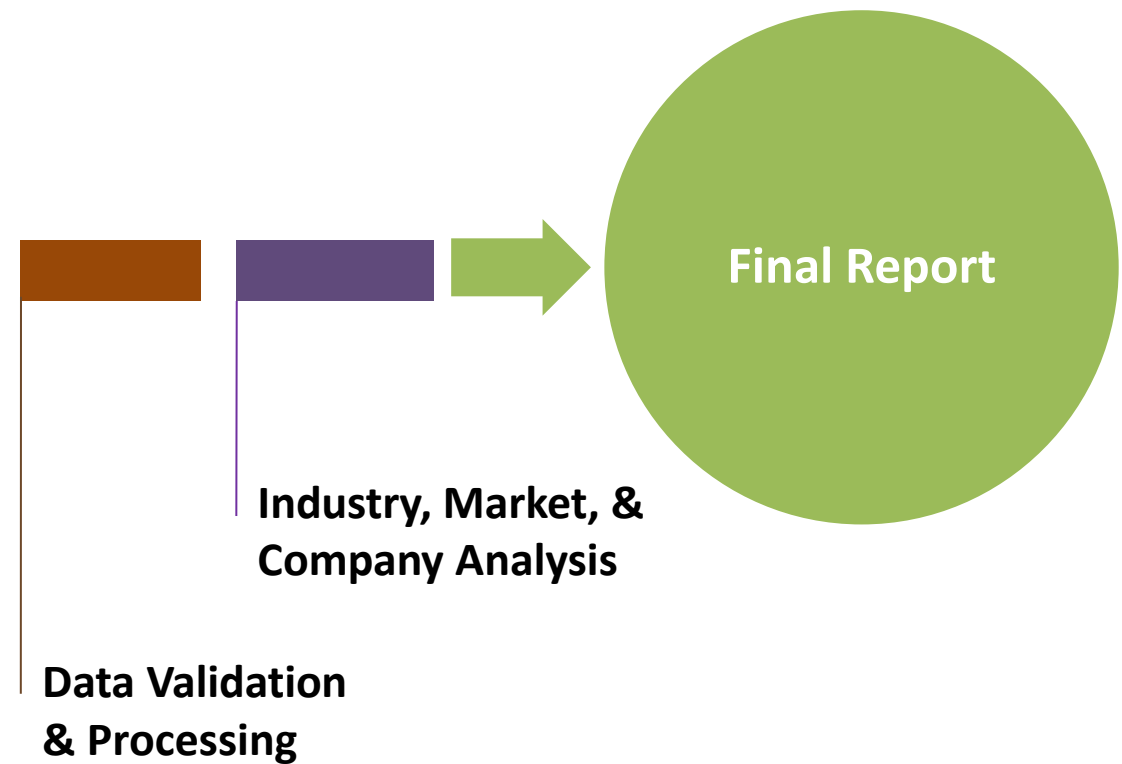 Final Report
Industry, Market, &
Company Analysis
Data Validation
& Processing